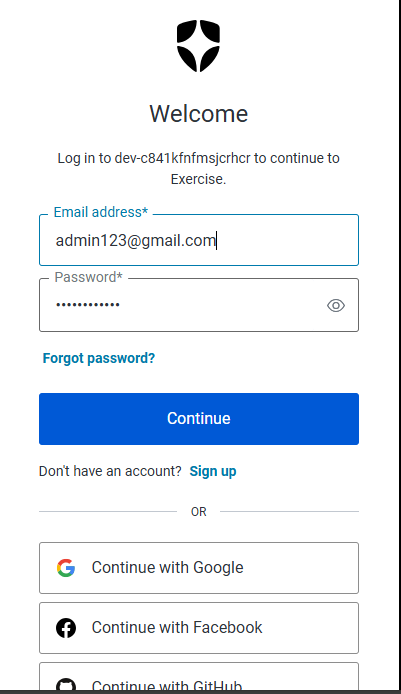 Welcome
Log in to dev-c841kfnfmsjcrhcr to continue to
Exercise.
Email address*
admin123@gmail.com
Password*
••••••••••••
Forgot password?
Continue
Don't have an account? Sign up
OR
Continue with Google
Continue with Facebook
Continue with GitHub